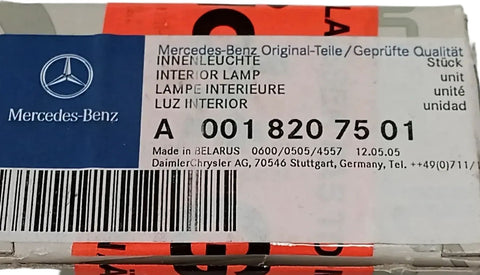 Mercedes-Benz Original-Teile/Geprüfte Qualität
INNENLEUCHTE Stück
INTERIOR LAMP unit
LAMPE INTERIEURE unité
LUZ INTERIOR unidad
Mercedes-Benz
A 001 820 75 01
Made in BELARUS 0600/0505/4557 12.05.05
DaimlerChrysler AG, 70546 Stuttgart, Germany, Tel. ++49(0)711/1